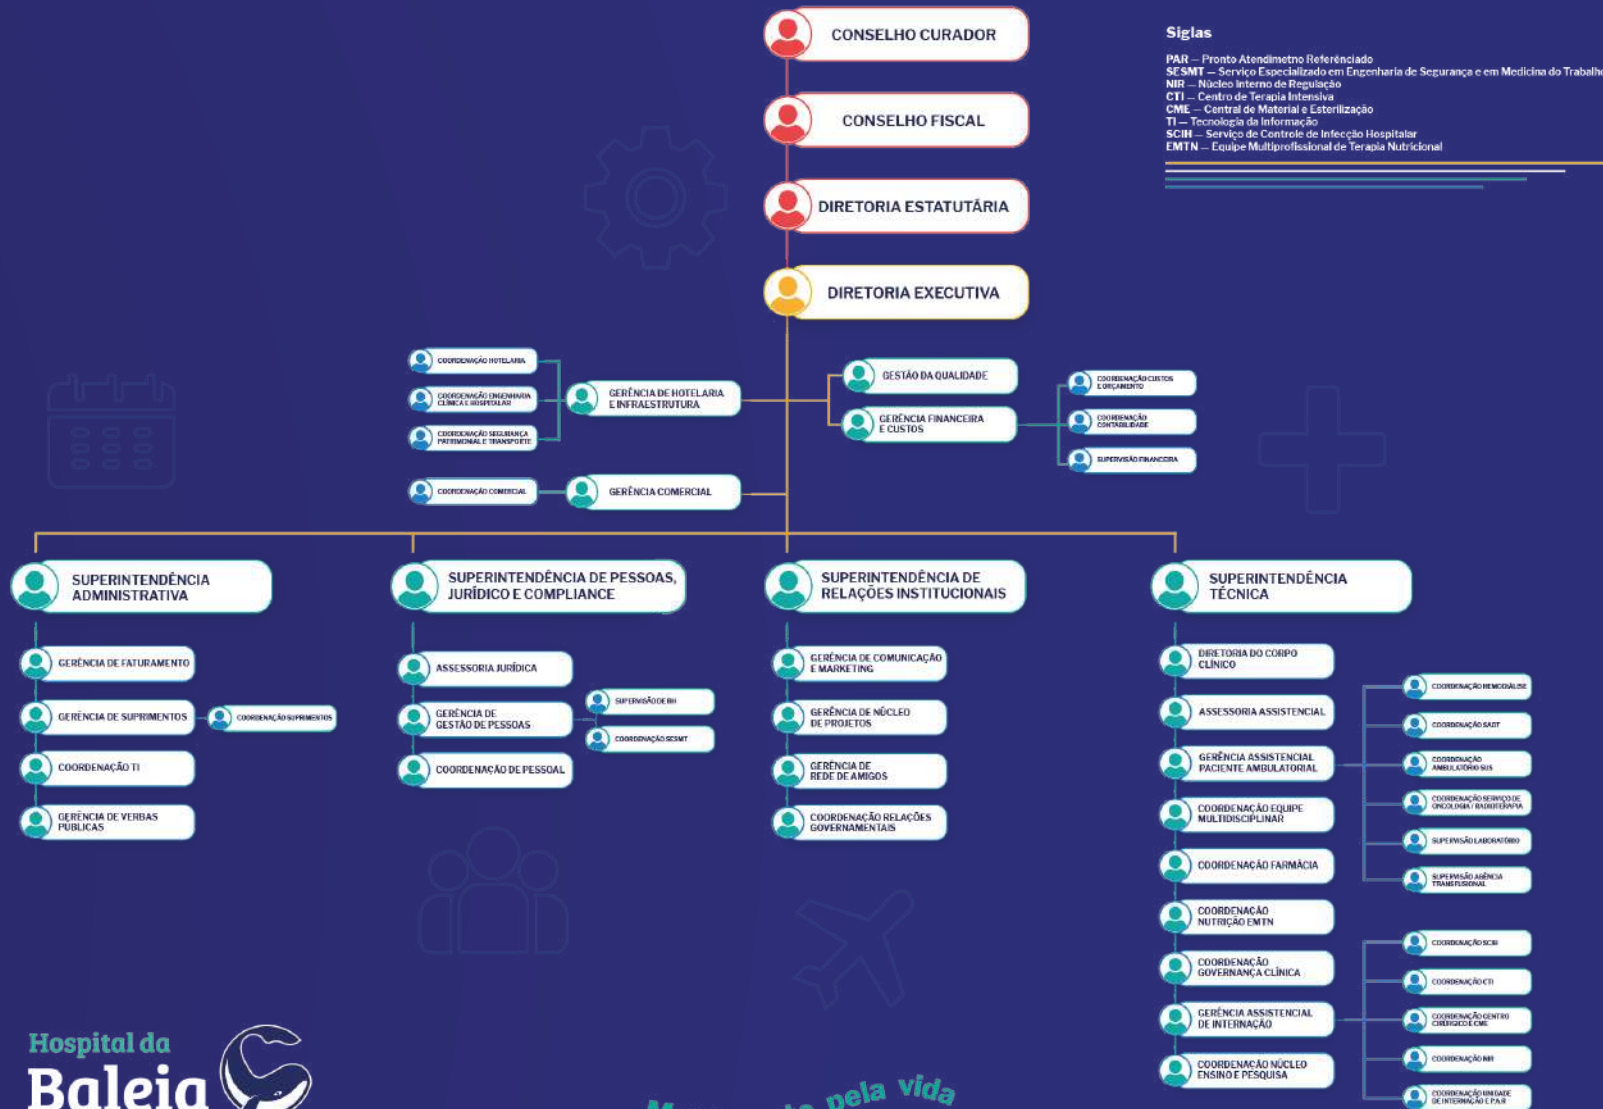 CONSELHO CURADOR
CONSELHO FISCAL
DIRETORIA ESTATUTÁRIA
DIRETORIA EXECUTIVA
Siglas
PAR — Pronto Atendimetno Referênciado
SESMT — Serviço Especializado em Engenharia de Segurança e em Medicina do Trabalho
NIR — Núcleo Interno de Regulação
CTI — Centro de Terapia Intensiva
CME — Central de Material e Esterilização
TI — Tecnologia da Informação
SCIH — Serviço de Controle de Infecção Hospitalar
EMTN — Equipe Multiprofissional de Terapia Nutricional
COORDENAÇÃO HOTELARIA
COORDENAÇÃO ENGENHARIA
CLÍNICA E HOSPITALAR
COORDENAÇÃO SEGURANÇA
PATRIMONIAL E TRANSPORTE
GERÊNCIA DE HOTELARIA
E INFRAESTRUTURA
COORDENAÇÃO COMERCIAL
GERÊNCIA COMERCIAL
GESTÃO DA QUALIDADE
GERÊNCIA FINANCEIRA
E CUSTOS
COORDENAÇÃO CUSTOS
E ORÇAMENTO
COORDENAÇÃO
CONTABILIDADE
SUPERVISÃO FINANCEIRA
SUPERINTENDÊNCIA
ADMINISTRATIVA
GERÊNCIA DE FATURAMENTO
GERÊNCIA DE SUPRIMENTOS
COORDENAÇÃO SUPRIMENTOS
COORDENAÇÃO TI
GERÊNCIA DE VERBAS
PÚBLICAS
SUPERINTENDÊNCIA DE PESSOAS,
JURÍDICO E COMPLIANCE
ASSESSORIA JURÍDICA
GERÊNCIA DE
GESTÃO DE PESSOAS
SUPERVISÃO DE RH
COORDENAÇÃO SESMT
COORDENAÇÃO DE PESSOAL
SUPERINTENDÊNCIA DE
RELAÇÕES INSTITUCIONAIS
GERÊNCIA DE COMUNICAÇÃO
E MARKETING
GERÊNCIA DE NÚCLEO
DE PROJETOS
GERÊNCIA DE
REDE DE AMIGOS
COORDENAÇÃO RELAÇÕES
GOVERNAMENTAIS
SUPERINTENDÊNCIA
TÉCNICA
DIRETORIA DO CORPO
CLÍNICO
ASSESSORIA ASSISTENCIAL
GERÊNCIA ASSISTENCIAL
PACIENTE AMBULATORIAL
COORDENAÇÃO HEMODIÁLISE
COORDENAÇÃO SADT
COORDENAÇÃO
AMBULATÓRIO SUS
COORDENAÇÃO SERVIÇO DE
ONCOLOGIA / RADIOTERAPIA
SUPERVISÃO LABORATÓRIO
SUPERVISÃO AGÊNCIA
TRANSFUSIONAL
COORDENAÇÃO EQUIPE
MULTIDISCIPLINAR
COORDENAÇÃO FARMÁCIA
COORDENAÇÃO
NUTRIÇÃO EMTN
COORDENAÇÃO
GOVERNANÇA CLÍNICA
GERÊNCIA ASSISTENCIAL
DE INTERNAÇÃO
COORDENAÇÃO SCIH
COORDENAÇÃO CTI
COORDENAÇÃO CENTRO
CIRÚRGICO E CME
COORDENAÇÃO NIR
COORDENAÇÃO UNIDADE
DE INTERNAÇÃO E P.A.R
COORDENAÇÃO NÚCLEO
ENSINO E PESQUISA
Hospital da
Baleia
pela vida